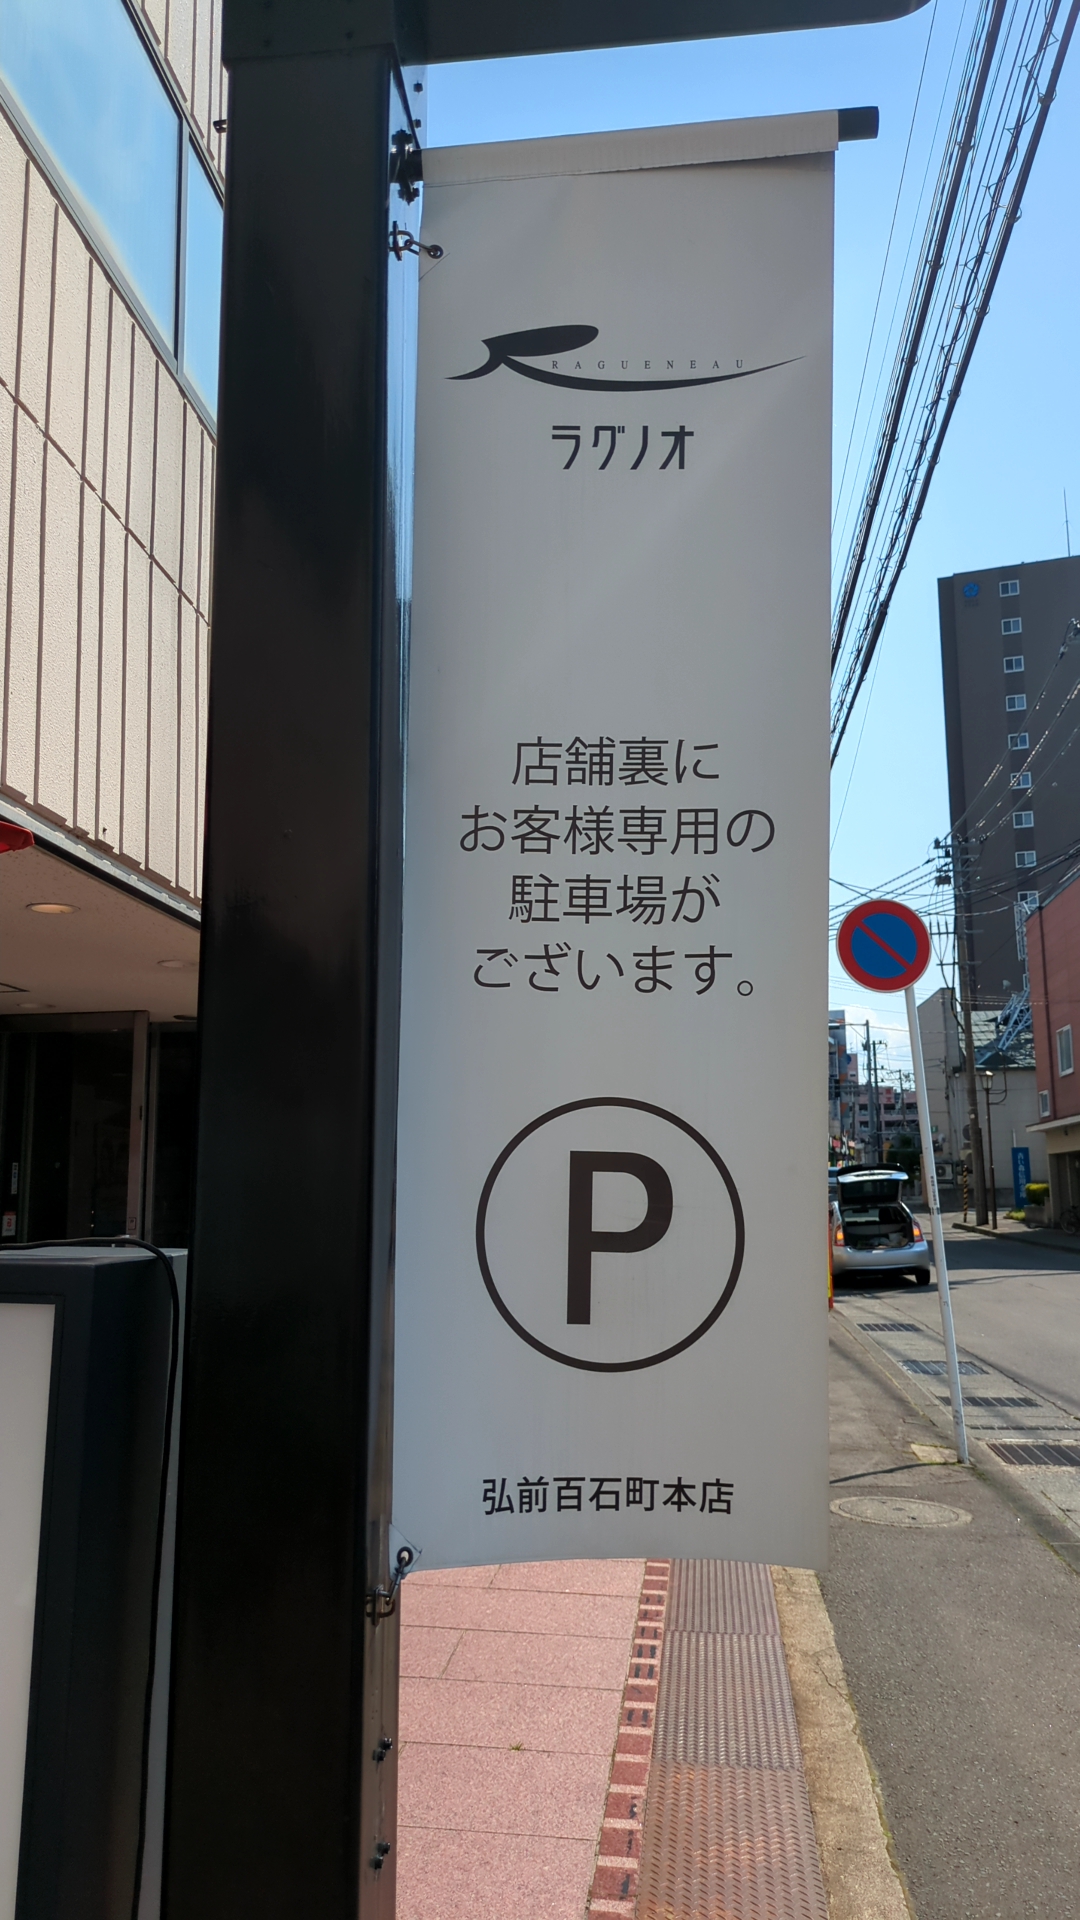 RAGUENEAU
ラグノオ
店舗裏に
お客様専用の
駐車場が
ございます。
P
弘前百石町本店